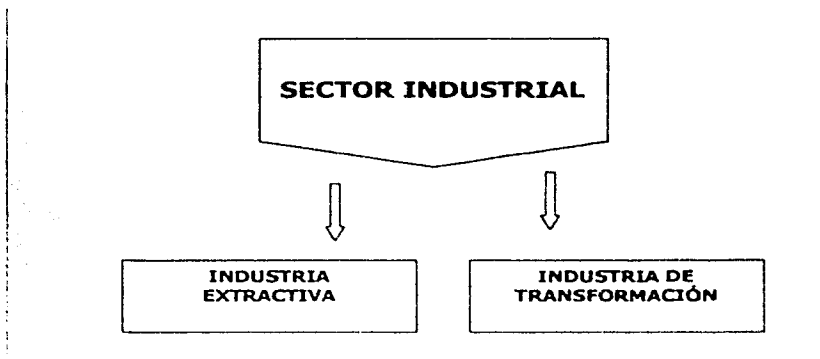 SECTOR INDUSTRIAL
INDUSTRIA
EXTRACTIVA
INDUSTRIA DE
TRANSFORMACIÓN